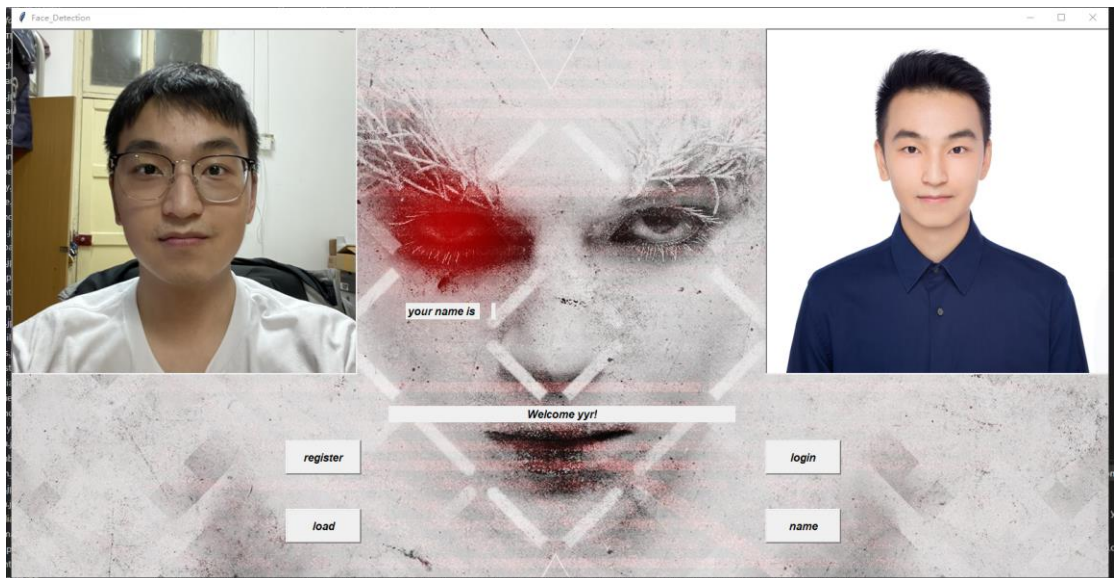 Face_Detection
your name is
Welcome yyr!
register
login
load
name